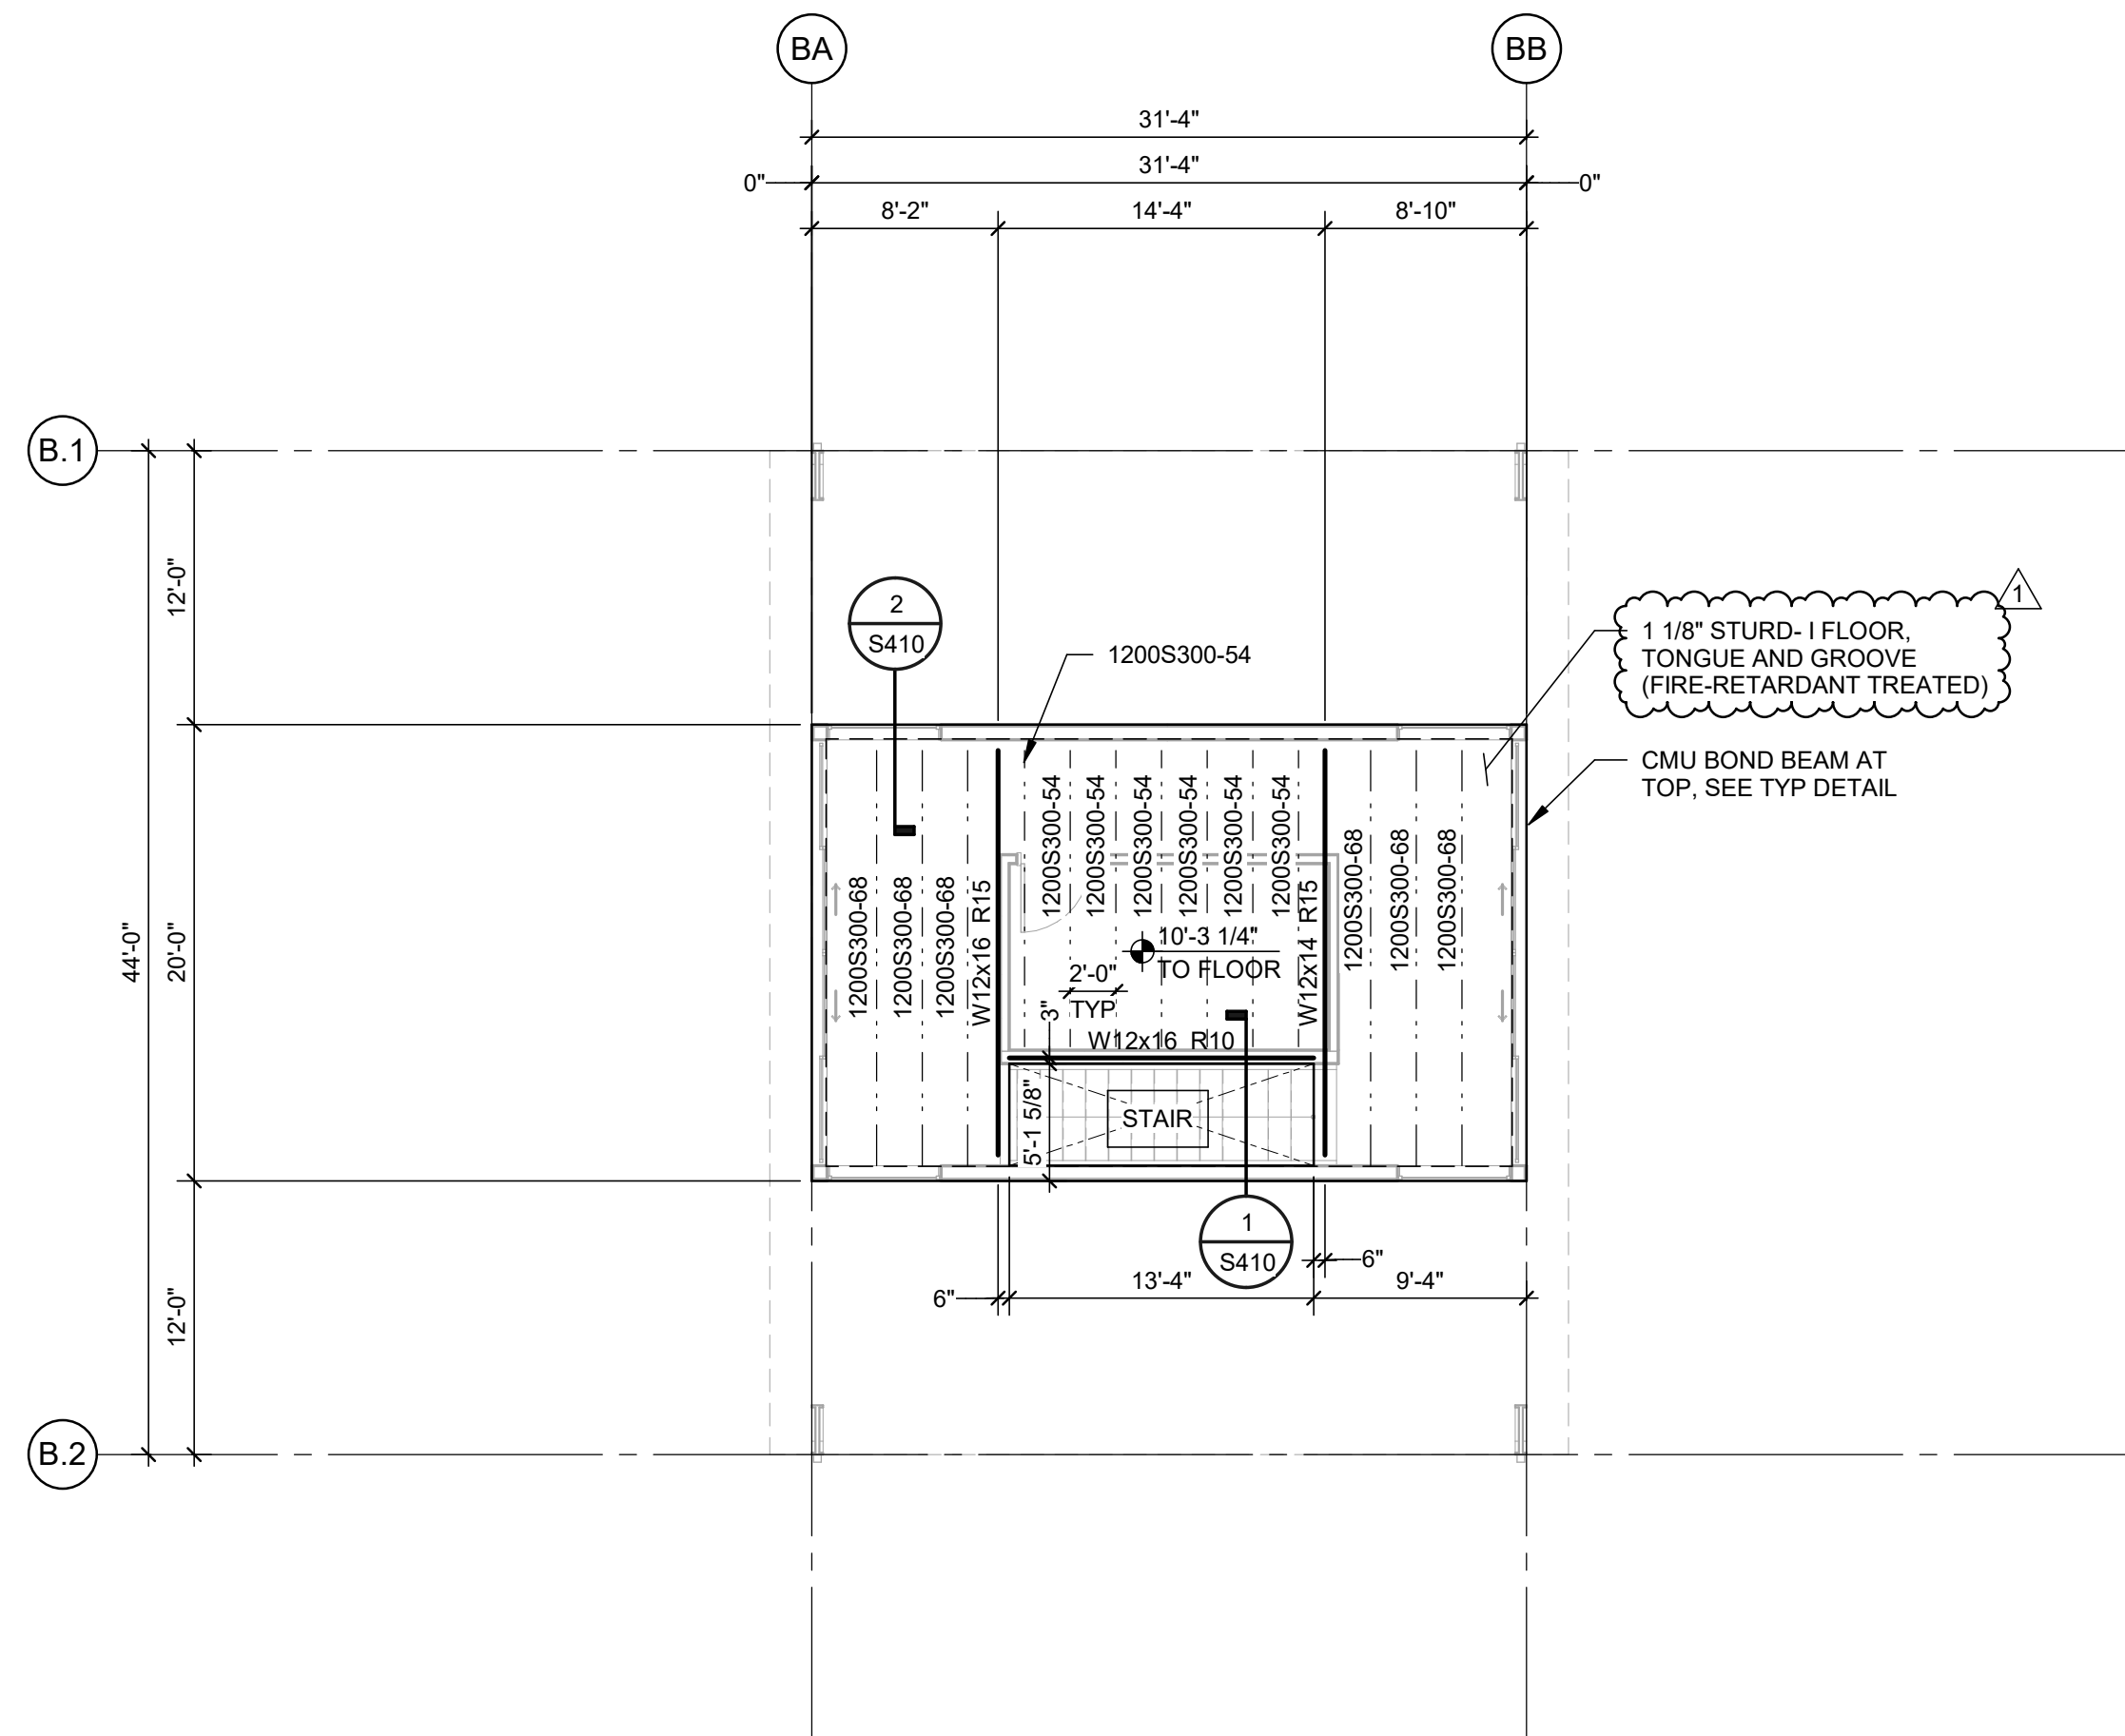 BA
BB
31'-4"
31'-4"
0"
0"
8'-2"
14'-4"
8'-10"
B.1
12'-0"
2
S410
1200S300-54
1
1 1/8" STURD- I FLOOR,
TONGUE AND GROOVE
(FIRE-RETARDANT TREATED)
CMU BOND BEAM AT
TOP, SEE TYP DETAIL
44'-0"
20'-0"
1200S300-68
1200S300-68
1200S300-68
W12x16 R15
1200S300-54
1200S300-54
1200S300-54
1200S300-54
1200S300-54
1200S300-54
W12x14 R15
1200S300-68
1200S300-68
1200S300-68
10'-3 1/4"
TO FLOOR
2'-0"
TYP
3"
W12x16 R10
5'-1 5/8"
STAIR
1
S410
6"
13'-4"
6"
9'-4"
12'-0"
B.2